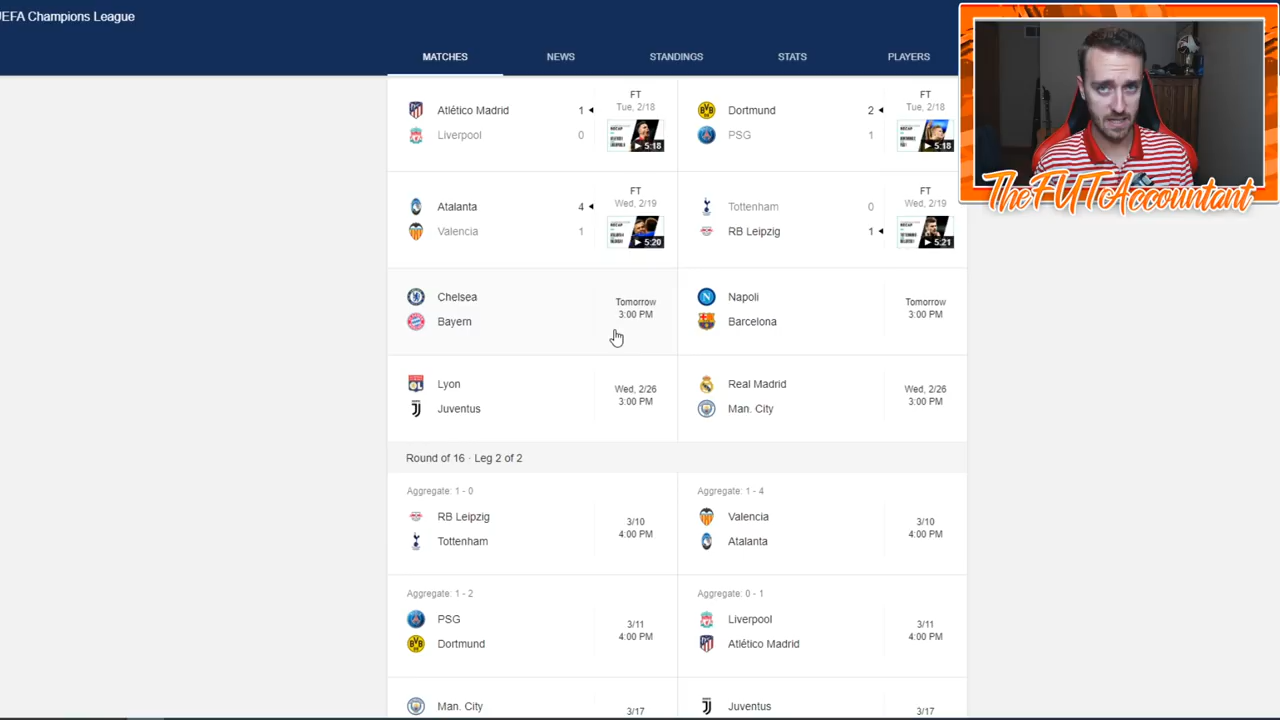 UEFA Champions League
MATCHES
NEWS
STANDINGS
STATS
PLAYERS
Atlético Madrid 1
Liverpool 0
FT
Tue, 2/18
5:18
Dortmund 2
PSG 1
FT
Tue, 2/18
5:18
Atalanta 4
Valencia 1
FT
Wed, 2/19
5:20
Tottenham 0
RB Leipzig 1
FT
Wed, 2/19
5:21
Chelsea
Bayern
Tomorrow
3:00 PM
Napoli
Barcelona
Tomorrow
3:00 PM
Lyon
Juventus
Wed, 2/26
3:00 PM
Real Madrid
Man. City
Wed, 2/26
3:00 PM
Round of 16 · Leg 2 of 2
Aggregate: 1 - 0
RB Leipzig
Tottenham
3/10
4:00 PM
Aggregate: 1 - 4
Valencia
Atalanta
3/10
4:00 PM
Aggregate: 1 - 2
PSG
Dortmund
3/11
4:00 PM
Aggregate: 0 - 1
Liverpool
Atlético Madrid
3/11
4:00 PM
Man. City
3/17
Juventus
3/17
TheFUTAccountant